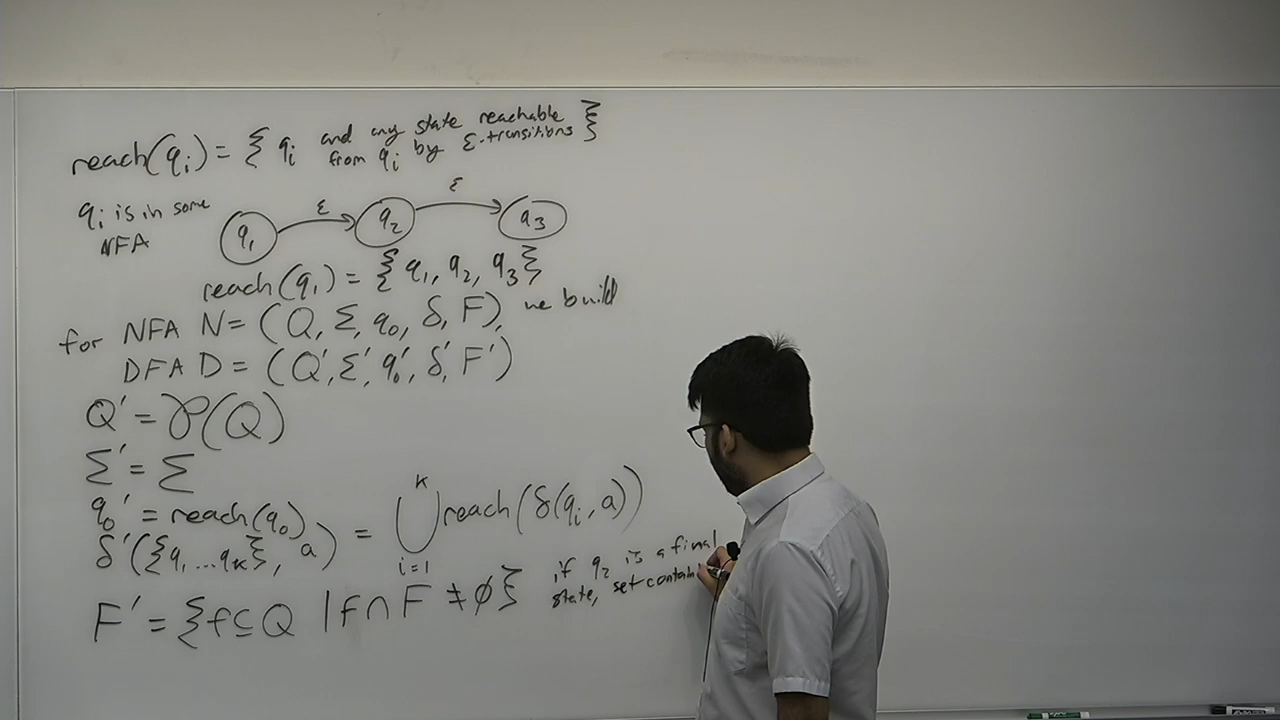 reach(qᵢ) = { qᵢ and any state reachable
from qᵢ by ε-transitions }
qᵢ is in some
NFA
q₁ ε q₂ ε q₃
reach(q₁) = { q₁, q₂, q₃ }
for NFA N = (Q, Σ, q₀, δ, F), we build
DFA D = (Q', Σ', q₀', δ', F')
Q' = 𝒫(Q)
Σ' = Σ
q₀' = reach(q₀)
δ'({q₁ ... qₖ}, a) = ⋃ᵢ₌₁ᵏ reach(δ(qᵢ, a))
F' = {f ⊆ Q | f ∩ F ≠ ∅} if q₂ is a final
state, set contain